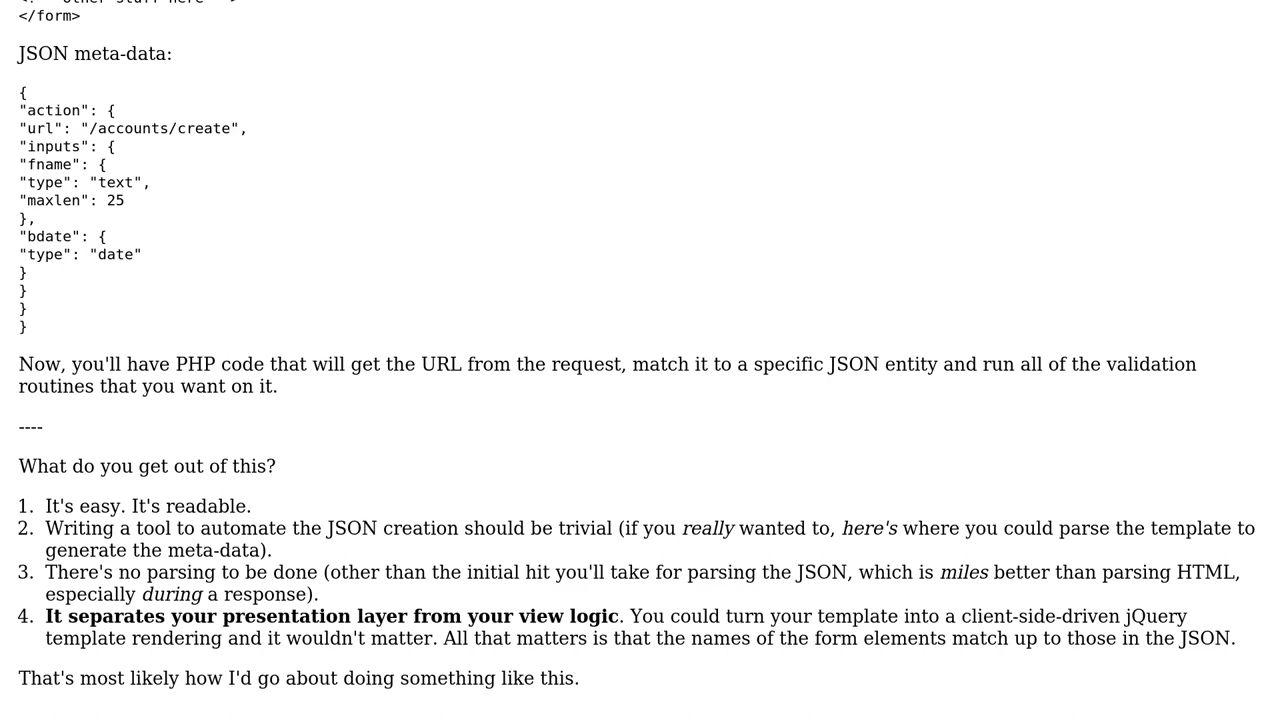 </form>
JSON meta-data:
{
"action": {
"url": "/accounts/create",
"inputs": {
"fname": {
"type": "text",
"maxlen": 25
},
"bdate": {
"type": "date"
}
}
}
}
Now, you'll have PHP code that will get the URL from the request, match it to a specific JSON entity and run all of the validation
routines that you want on it.
----
What do you get out of this?
1. It's easy. It's readable.
2. Writing a tool to automate the JSON creation should be trivial (if you really wanted to, here's where you could parse the template to
generate the meta-data).
3. There's no parsing to be done (other than the initial hit you'll take for parsing the JSON, which is miles better than parsing HTML,
especially during a response).
4. It separates your presentation layer from your view logic. You could turn your template into a client-side-driven jQuery
template rendering and it wouldn't matter. All that matters is that the names of the form elements match up to those in the JSON.
That's most likely how I'd go about doing something like this.